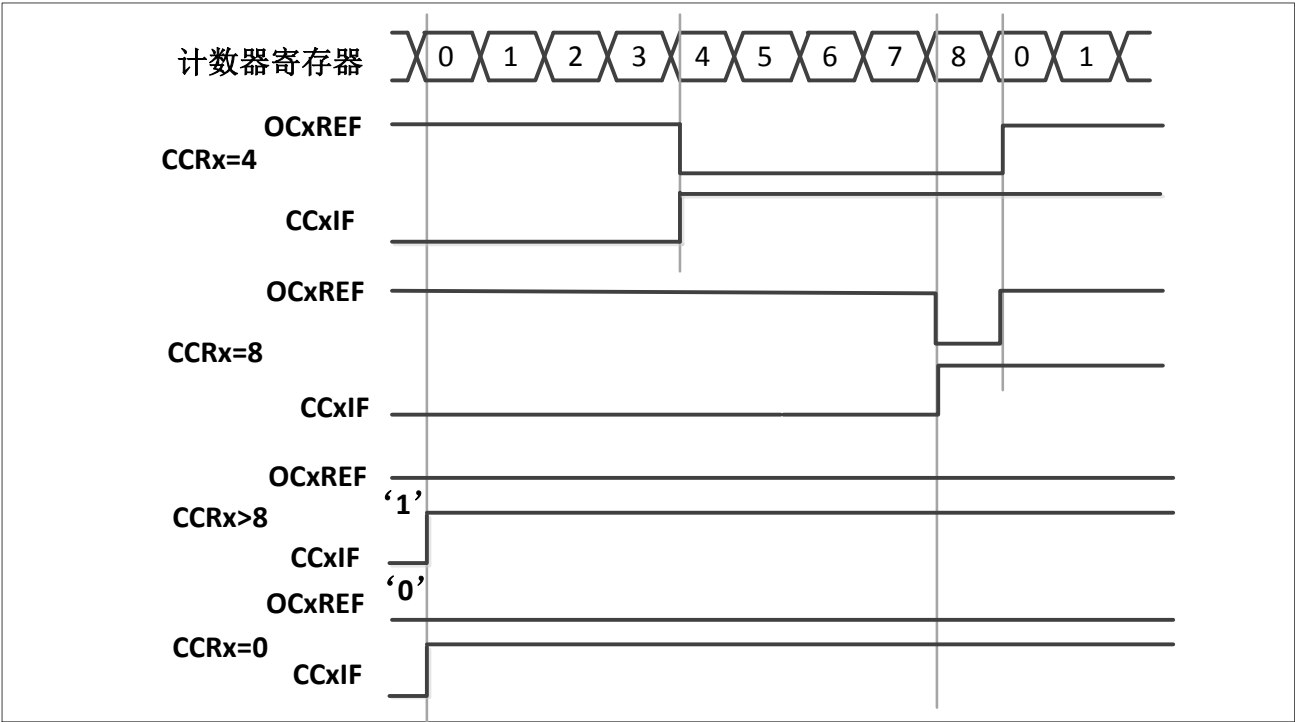 计数器寄存器 0 1 2 3 4 5 6 7 8 0 1
OCxREF
CCRx=4
CCxIF
OCxREF
CCRx=8
CCxIF
OCxREF
‘1’
CCRx>8
CCxIF
‘0’
OCxREF
CCRx=0
CCxIF